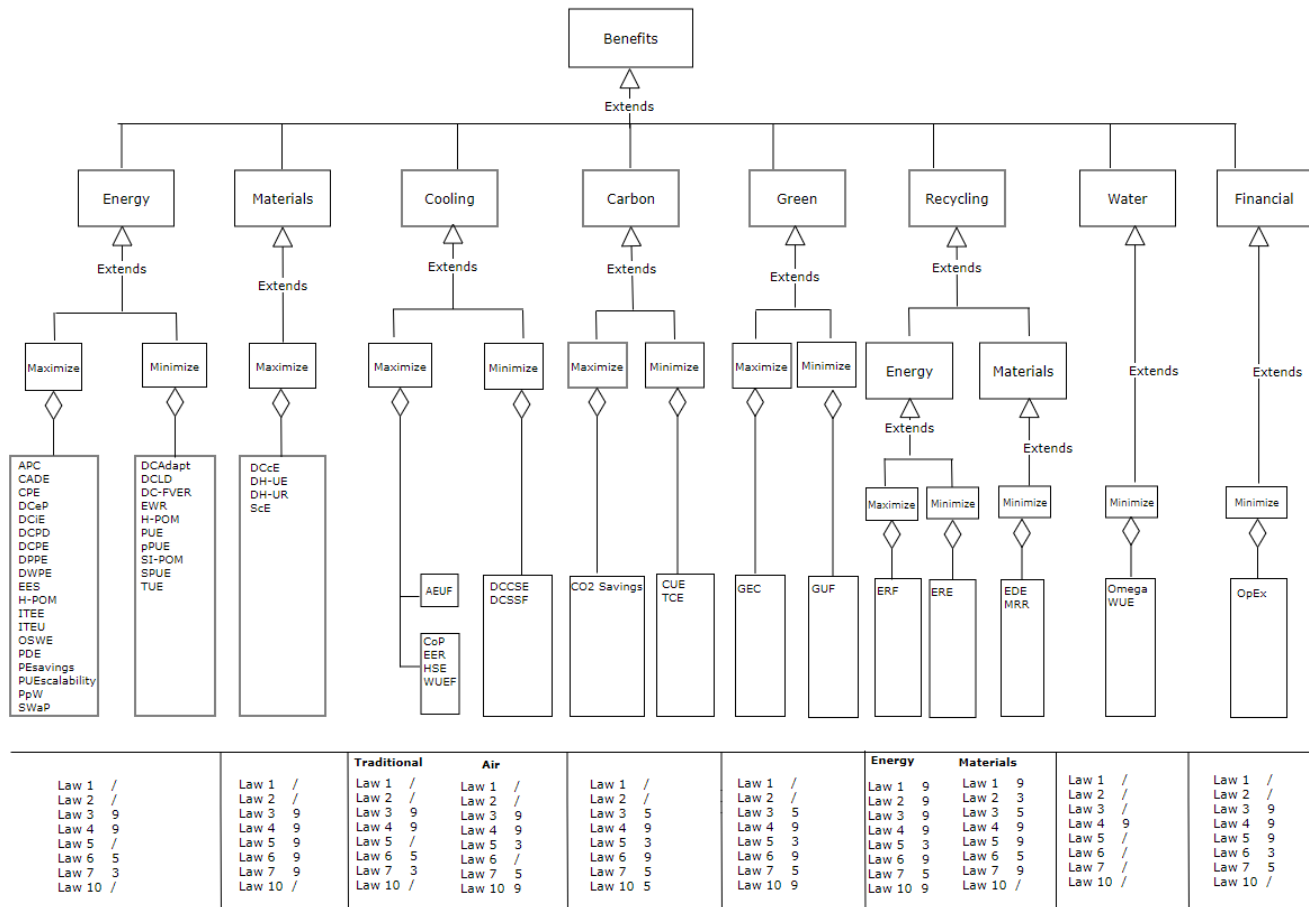 Benefits
Extends
Energy
Materials
Cooling
Carbon
Green
Recycling
Water
Financial
Extends
Extends
Extends
Extends
Extends
Extends
Extends
Extends
Maximize
Minimize
Maximize
Maximize
Minimize
Maximize
Minimize
Maximize
Minimize
Energy
Materials
Extends
Extends
Maximize
Minimize
Minimize
Minimize
Minimize
APC
CADE
CPE
DCeP
DCiE
DCPD
DCPE
DPPE
DWPE
EES
H-POM
ITEE
ITEU
OSWE
PDE
PEsavings
PUEscalability
PpW
SWaP
DCAdapt
DCLD
DC-FVER
EWR
H-POM
PUE
pPUE
SI-POM
SPUE
TUE
DCcE
DH-UE
DH-UR
ScE
AEUF
CoP
EER
HSE
WUEF
DCCSE
DCSSF
CO2 Savings
CUE
TCE
GEC
GUF
ERF
ERE
EDE
MRR
Omega
WUE
OpEx
Law 1 /
Law 2 /
Law 3 9
Law 4 9
Law 5 /
Law 6 5
Law 7 3
Law 10 /
Law 1 /
Law 2 /
Law 3 9
Law 4 9
Law 5 9
Law 6 9
Law 7 9
Law 10 /
Traditional
Law 1 /
Law 2 /
Law 3 9
Law 4 9
Law 5 /
Law 6 5
Law 7 3
Law 10 /
Air
Law 1 /
Law 2 /
Law 3 9
Law 4 9
Law 5 3
Law 6 /
Law 7 5
Law 10 9
Law 1 /
Law 2 /
Law 3 5
Law 4 9
Law 5 3
Law 6 9
Law 7 5
Law 10 5
Law 1 /
Law 2 /
Law 3 5
Law 4 9
Law 5 3
Law 6 9
Law 7 5
Law 10 9
Energy
Law 1 9
Law 2 9
Law 3 9
Law 4 9
Law 5 3
Law 6 9
Law 7 5
Law 10 9
Materials
Law 1 9
Law 2 3
Law 3 5
Law 4 9
Law 5 9
Law 6 5
Law 7 9
Law 10 /
Law 1 /
Law 2 /
Law 3 /
Law 4 9
Law 5 /
Law 6 /
Law 7 /
Law 10 /
Law 1 /
Law 2 /
Law 3 9
Law 4 9
Law 5 9
Law 6 3
Law 7 5
Law 10 /